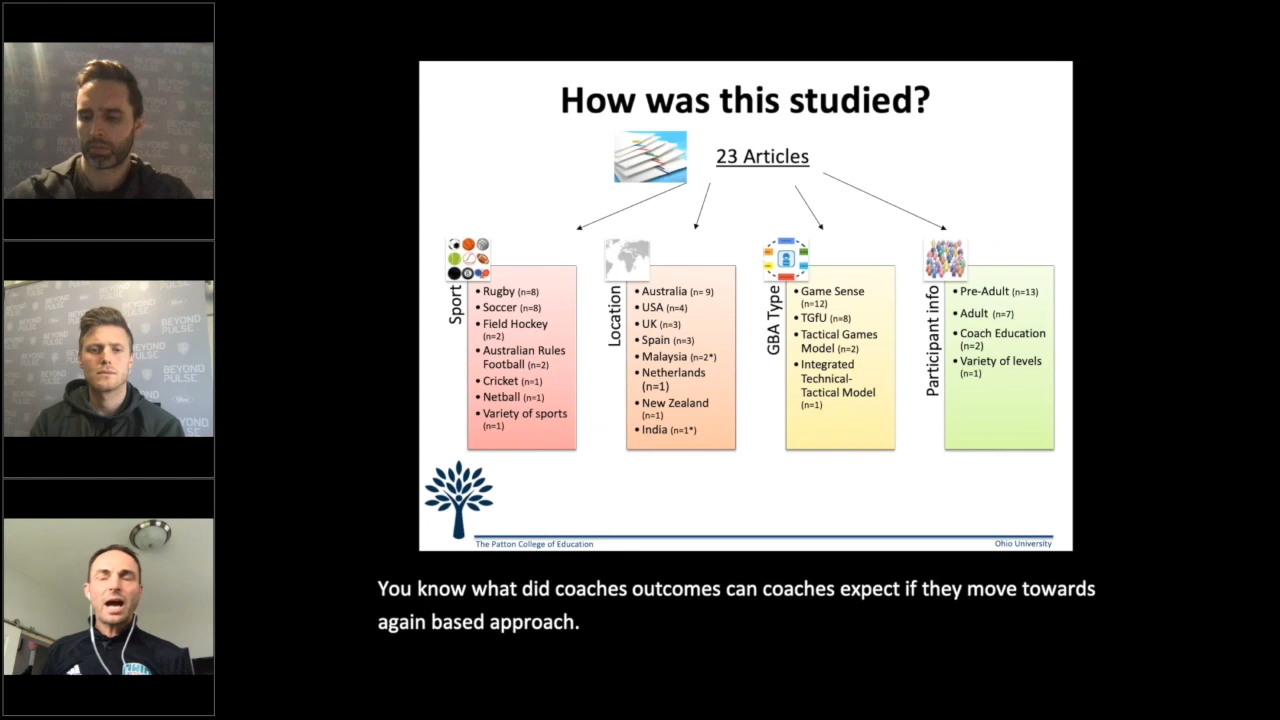 How was this studied?
23 Articles
Sport
• Rugby (n=8)
• Soccer (n=8)
• Field Hockey
(n=2)
• Australian Rules
Football (n=2)
• Cricket (n=1)
• Netball (n=1)
• Variety of sports
(n=1)
Location
• Australia (n= 9)
• USA (n=4)
• UK (n=3)
• Spain (n=3)
• Malaysia (n=2*)
• Netherlands
(n=1)
• New Zealand
(n=1)
• India (n=1*)
GBA Type
• Game Sense
(n=12)
• TGfU (n=8)
• Tactical Games
Model (n=2)
• Integrated
Technical-
Tactical Model
(n=1)
Participant info
• Pre-Adult (n=13)
• Adult (n=7)
• Coach Education
(n=2)
• Variety of levels
(n=1)
The Patton College of Education
Ohio University
You know what did coaches outcomes can coaches expect if they move towards
again based approach.
BEYOND
PULSE
BEYOND
PULSE